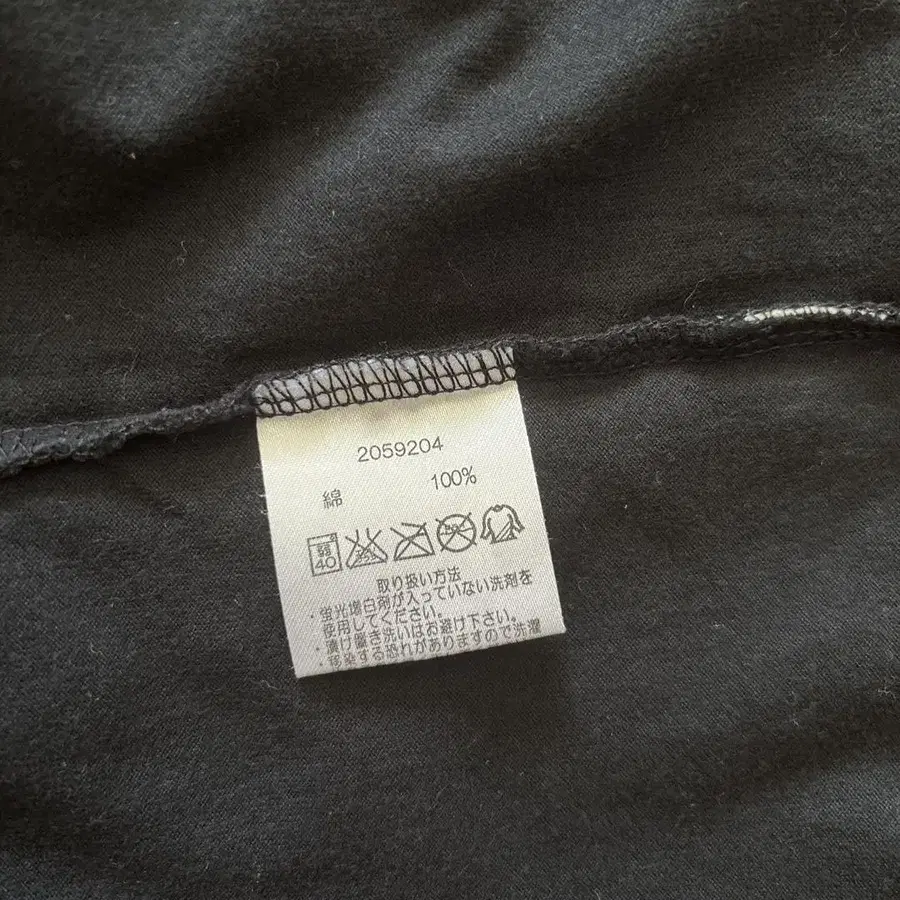 2059204
綿 100%
弱 40
取り扱い方法
・蛍光増白剤が入っていない洗剤を
使用してください。
・漬け置き洗いはお避け下さい。
・移染する恐れがありますので洗濯